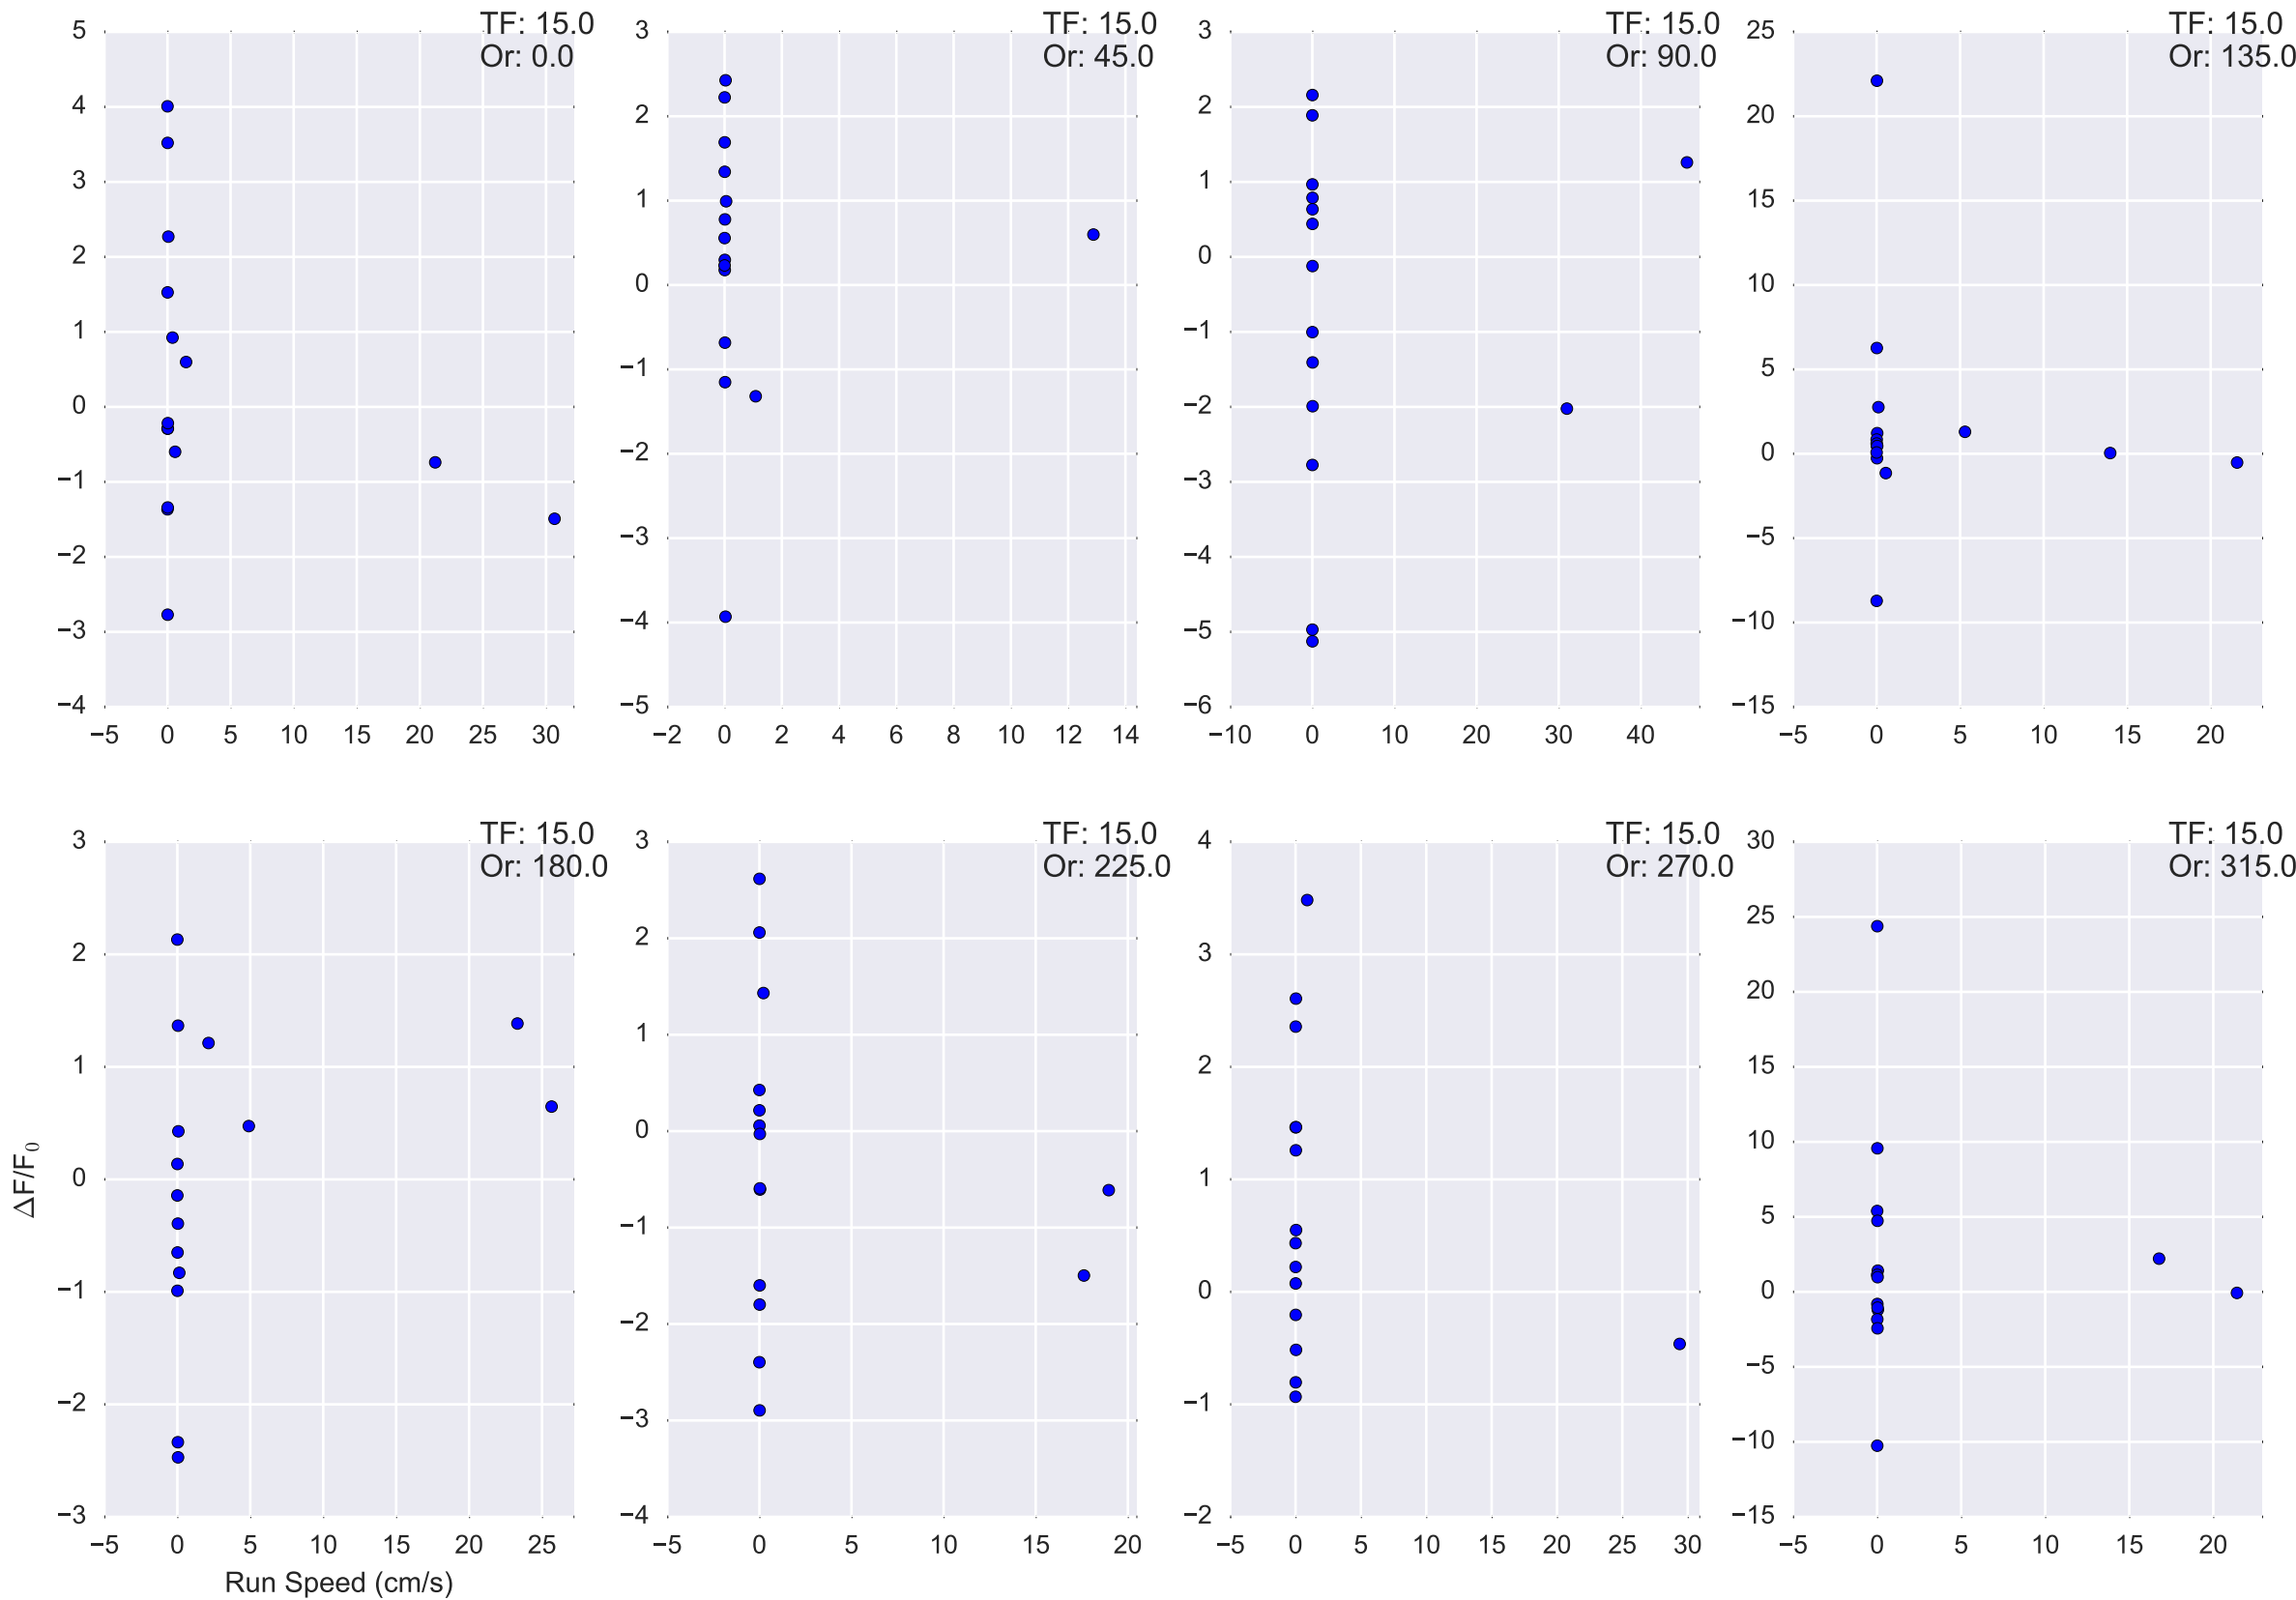 TF: 15.0
Or: 0.0
5
4
3
2
1
0
−1
−2
−3
−4
−5 0 5 10 15 20 25 30
TF: 15.0
Or: 45.0
3
2
1
0
−1
−2
−3
−4
−5
−2 0 2 4 6 8 10 12 14
TF: 15.0
Or: 90.0
3
2
1
0
−1
−2
−3
−4
−5
−6
−10 0 10 20 30 40
TF: 15.0
Or: 135.0
25
20
15
10
5
0
−5
−10
−15
−5 0 5 10 15 20
TF: 15.0
Or: 180.0
3
2
1
0
−1
−2
−3
−5 0 5 10 15 20 25
ΔF/F₀
Run Speed (cm/s)
TF: 15.0
Or: 225.0
3
2
1
0
−1
−2
−3
−4
−5 0 5 10 15 20
TF: 15.0
Or: 270.0
4
3
2
1
0
−1
−2
−5 0 5 10 15 20 25 30
TF: 15.0
Or: 315.0
30
25
20
15
10
5
0
−5
−10
−15
−5 0 5 10 15 20